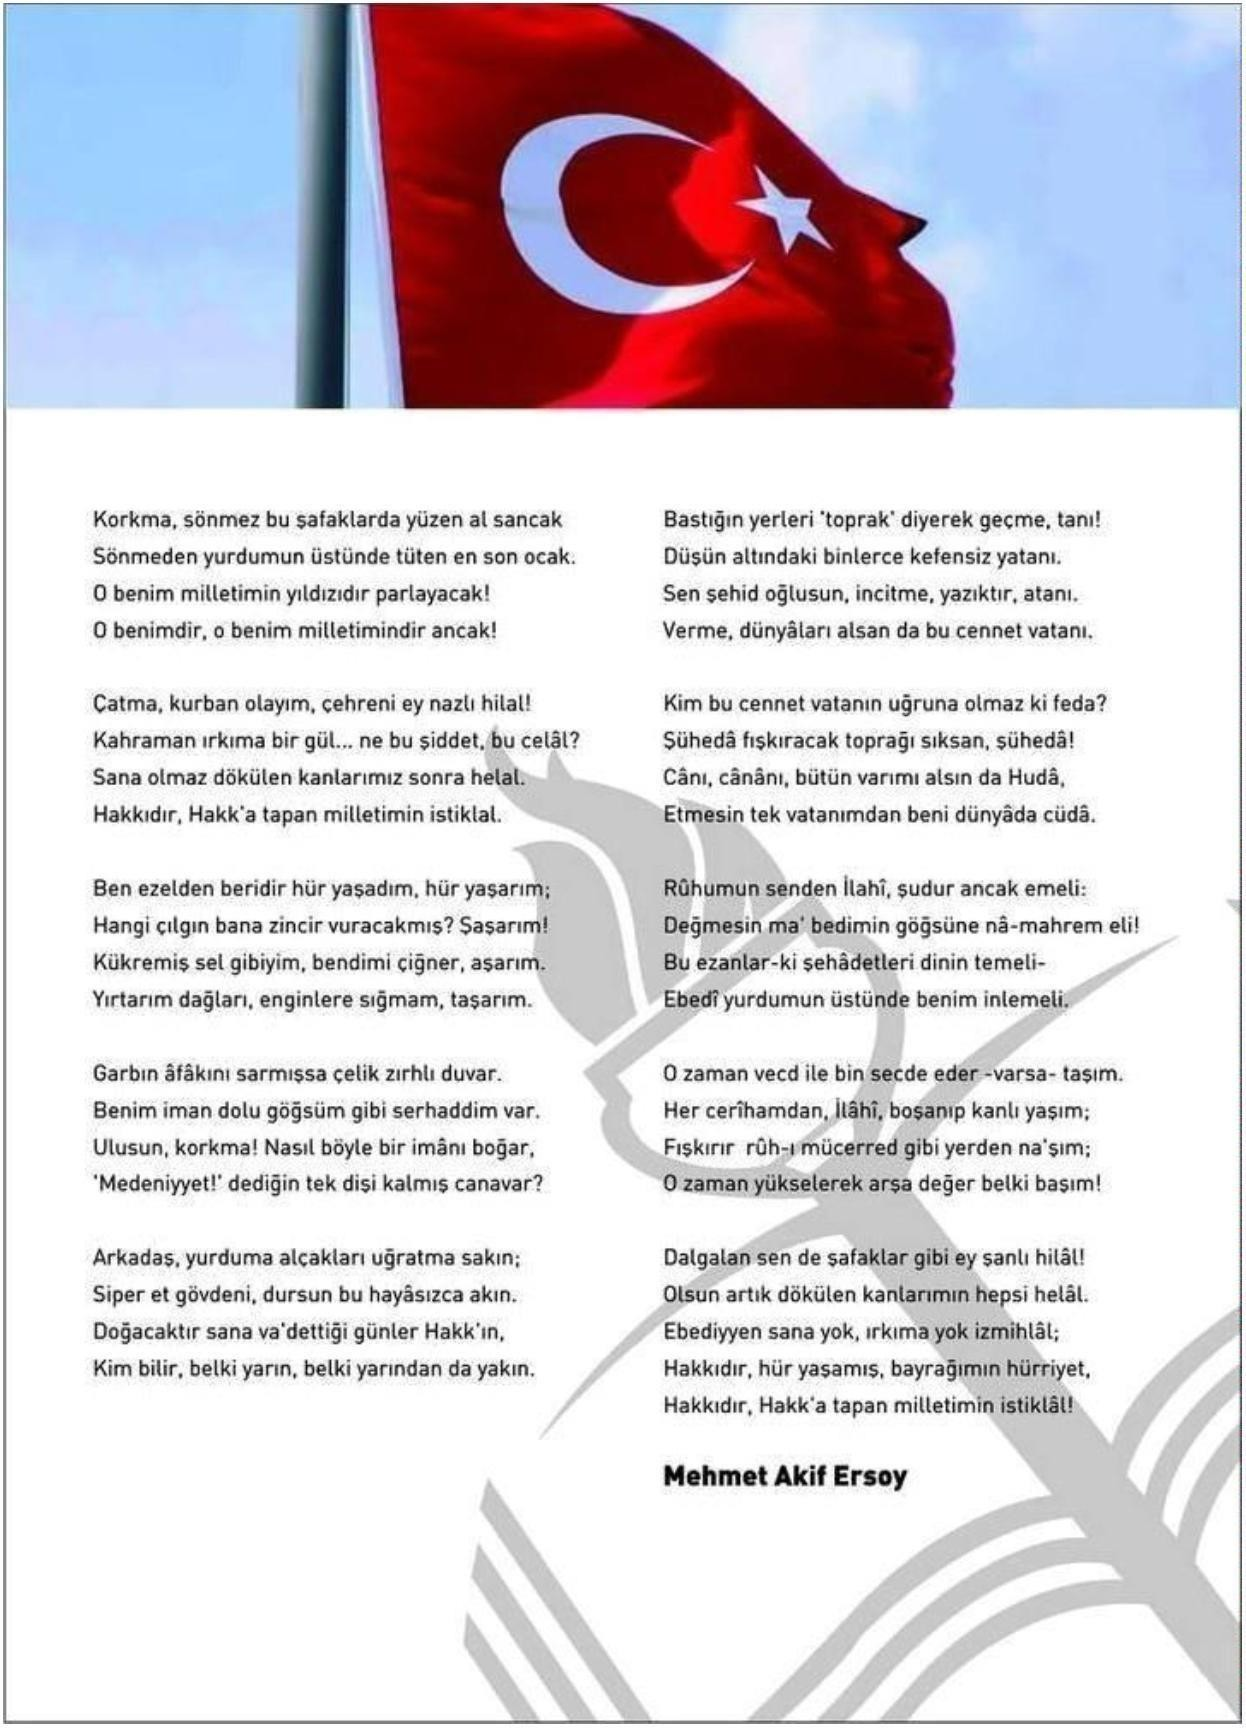 Korkma, sönmez bu şafaklarda yüzen al sancak
Sönmeden yurdumun üstünde tüten en son ocak.
O benim milletimin yıldızıdır parlayacak!
O benimdir, o benim milletimindir ancak!
Çatma, kurban olayım, çehreni ey nazlı hilal!
Kahraman ırkıma bir gül... ne bu şiddet, bu celâl?
Sana olmaz dökülen kanlarımız sonra helal.
Hakkıdır, Hakk'a tapan milletimin istiklal.
Ben ezelden beridir hür yaşadım, hür yaşarım;
Hangi çılgın bana zincir vuracakmış? Şaşarım!
Kükremiş sel gibiyim, bendimi çiğner, aşarım.
Yırtarım dağları, enginlere sığmam, taşarım.
Garbın âfâkını sarmışsa çelik zırhlı duvar.
Benim iman dolu göğsüm gibi serhaddim var.
Ulusun, korkma! Nasıl böyle bir imânı boğar,
'Medeniyyet!' dediğin tek dişi kalmış canavar?
Arkadaş, yurduma alçakları uğratma sakın;
Siper et gövdeni, dursun bu hayâsızca akın.
Doğacaktır sana va'dettiği günler Hakk'ın,
Kim bilir, belki yarın, belki yarından da yakın.
Bastığın yerleri 'toprak' diyerek geçme, tanı!
Düşün altındaki binlerce kefensiz yatanı.
Sen şehid oğlusun, incitme, yazıktır, atanı.
Verme, dünyâları alsan da bu cennet vatanı.
Kim bu cennet vatanın uğruna olmaz ki feda?
Şühedâ fışkıracak toprağı sıksan, şühedâ!
Cânı, cânânı, bütün varımı alsın da Hudâ,
Etmesin tek vatanımdan beni dünyâda cüdâ.
Rûhumun senden İlahî, şudur ancak emeli:
Değmesin ma' bedimin göğsüne nâ-mahrem eli!
Bu ezanlar-ki şehâdetleri dinin temeli-
Ebedî yurdumun üstünde benim inlemeli.
O zaman vecd ile bin secde eder -varsa- taşım.
Her cerîhamdan, İlâhî, boşanıp kanlı yaşım;
Fışkırır rûh-ı mücerred gibi yerden na'şım;
O zaman yükselerek arşa değer belki başım!
Dalgalan sen de şafaklar gibi ey şanlı hilâl!
Olsun artık dökülen kanlarımın hepsi helâl.
Ebediyyen sana yok, ırkıma yok izmihlâl;
Hakkıdır, hür yaşamış, bayrağımın hürriyet,
Hakkıdır, Hakk'a tapan milletimin istiklâl!
Mehmet Akif Ersoy